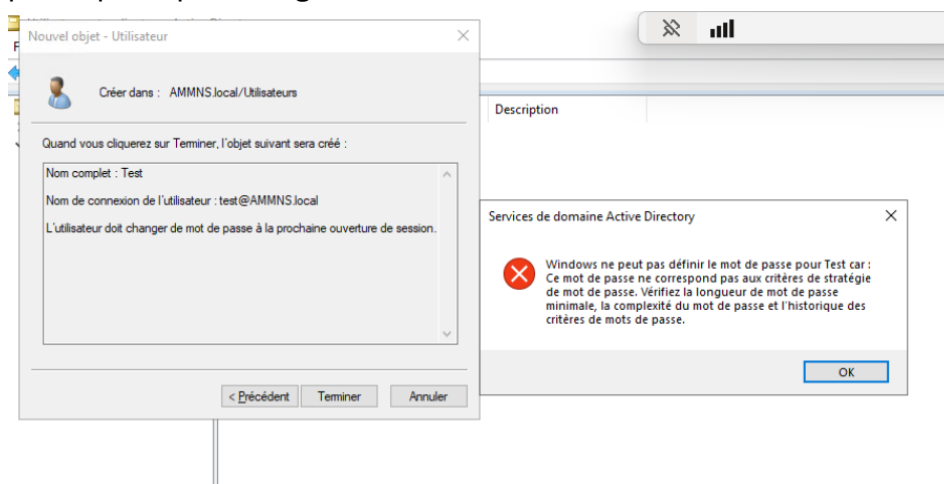 Nouvel objet - Utilisateur
Créer dans : AMMNS.local/Utilisateurs
Quand vous cliquerez sur Terminer, l'objet suivant sera créé :
Nom complet : Test
Nom de connexion de l'utilisateur : test@AMMNS.local
L'utilisateur doit changer de mot de passe à la prochaine ouverture de session.
< Précédent
Terminer
Annuler
Description
Services de domaine Active Directory
Windows ne peut pas définir le mot de passe pour Test car :
Ce mot de passe ne correspond pas aux critères de stratégie
de mot de passe. Vérifiez la longueur de mot de passe
minimale, la complexité du mot de passe et l'historique des
critères de mots de passe.
OK